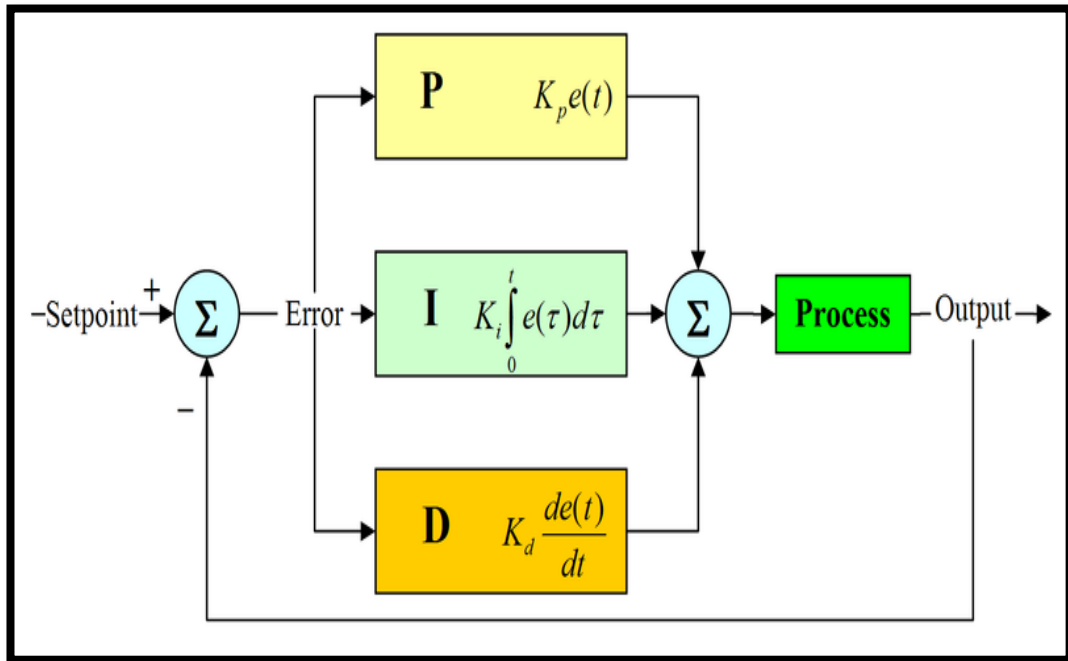 P K_p e(t)
+
–Setpoint
Σ
Error
I K_i ∫_0^t e(τ)dτ
Σ
Process
Output
−
D K_d de(t)/dt